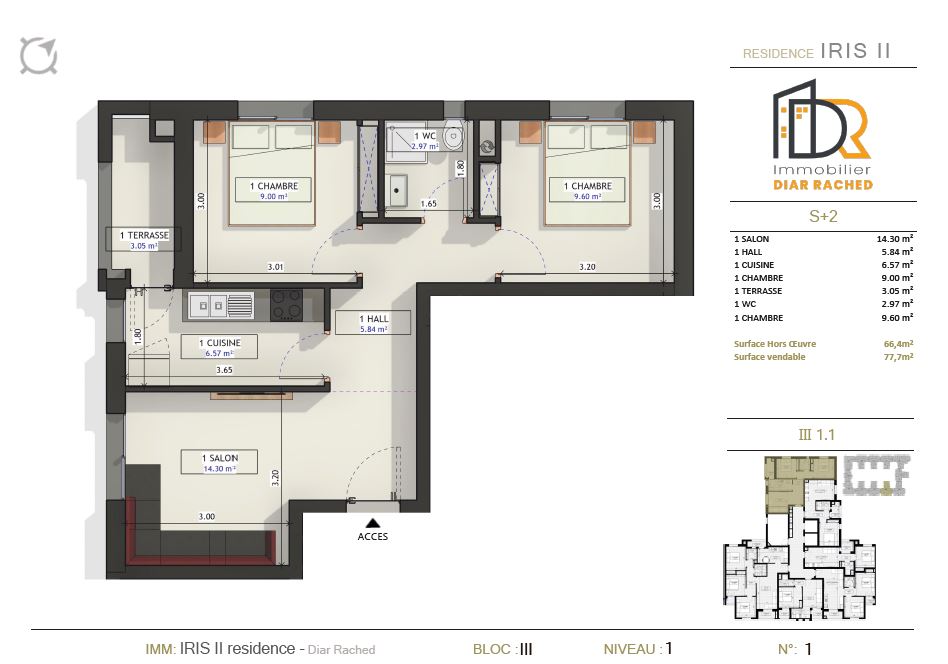 RESIDENCE IRIS II
DR
Immobilier
DIAR RACHED
S+2
1 SALON 14.30 m²
1 HALL 5.84 m²
1 CUISINE 6.57 m²
1 CHAMBRE 9.00 m²
1 TERRASSE 3.05 m²
1 WC 2.97 m²
1 CHAMBRE 9.60 m²
Surface Hors Œuvre 66,4m²
Surface vendable 77,7m²
III 1.1
1 WC
2.97 m²
1.80
1.65
1 CHAMBRE
9.00 m²
3.00
3.01
1 CHAMBRE
9.60 m²
3.00
3.20
1 TERRASSE
3.05 m²
1 HALL
5.84 m²
1 CUISINE
6.57 m²
1.80
3.65
1 SALON
14.30 m²
3.20
3.00
ACCES
IMM: IRIS II residence - Diar Rached BLOC : III NIVEAU : 1 N°: 1